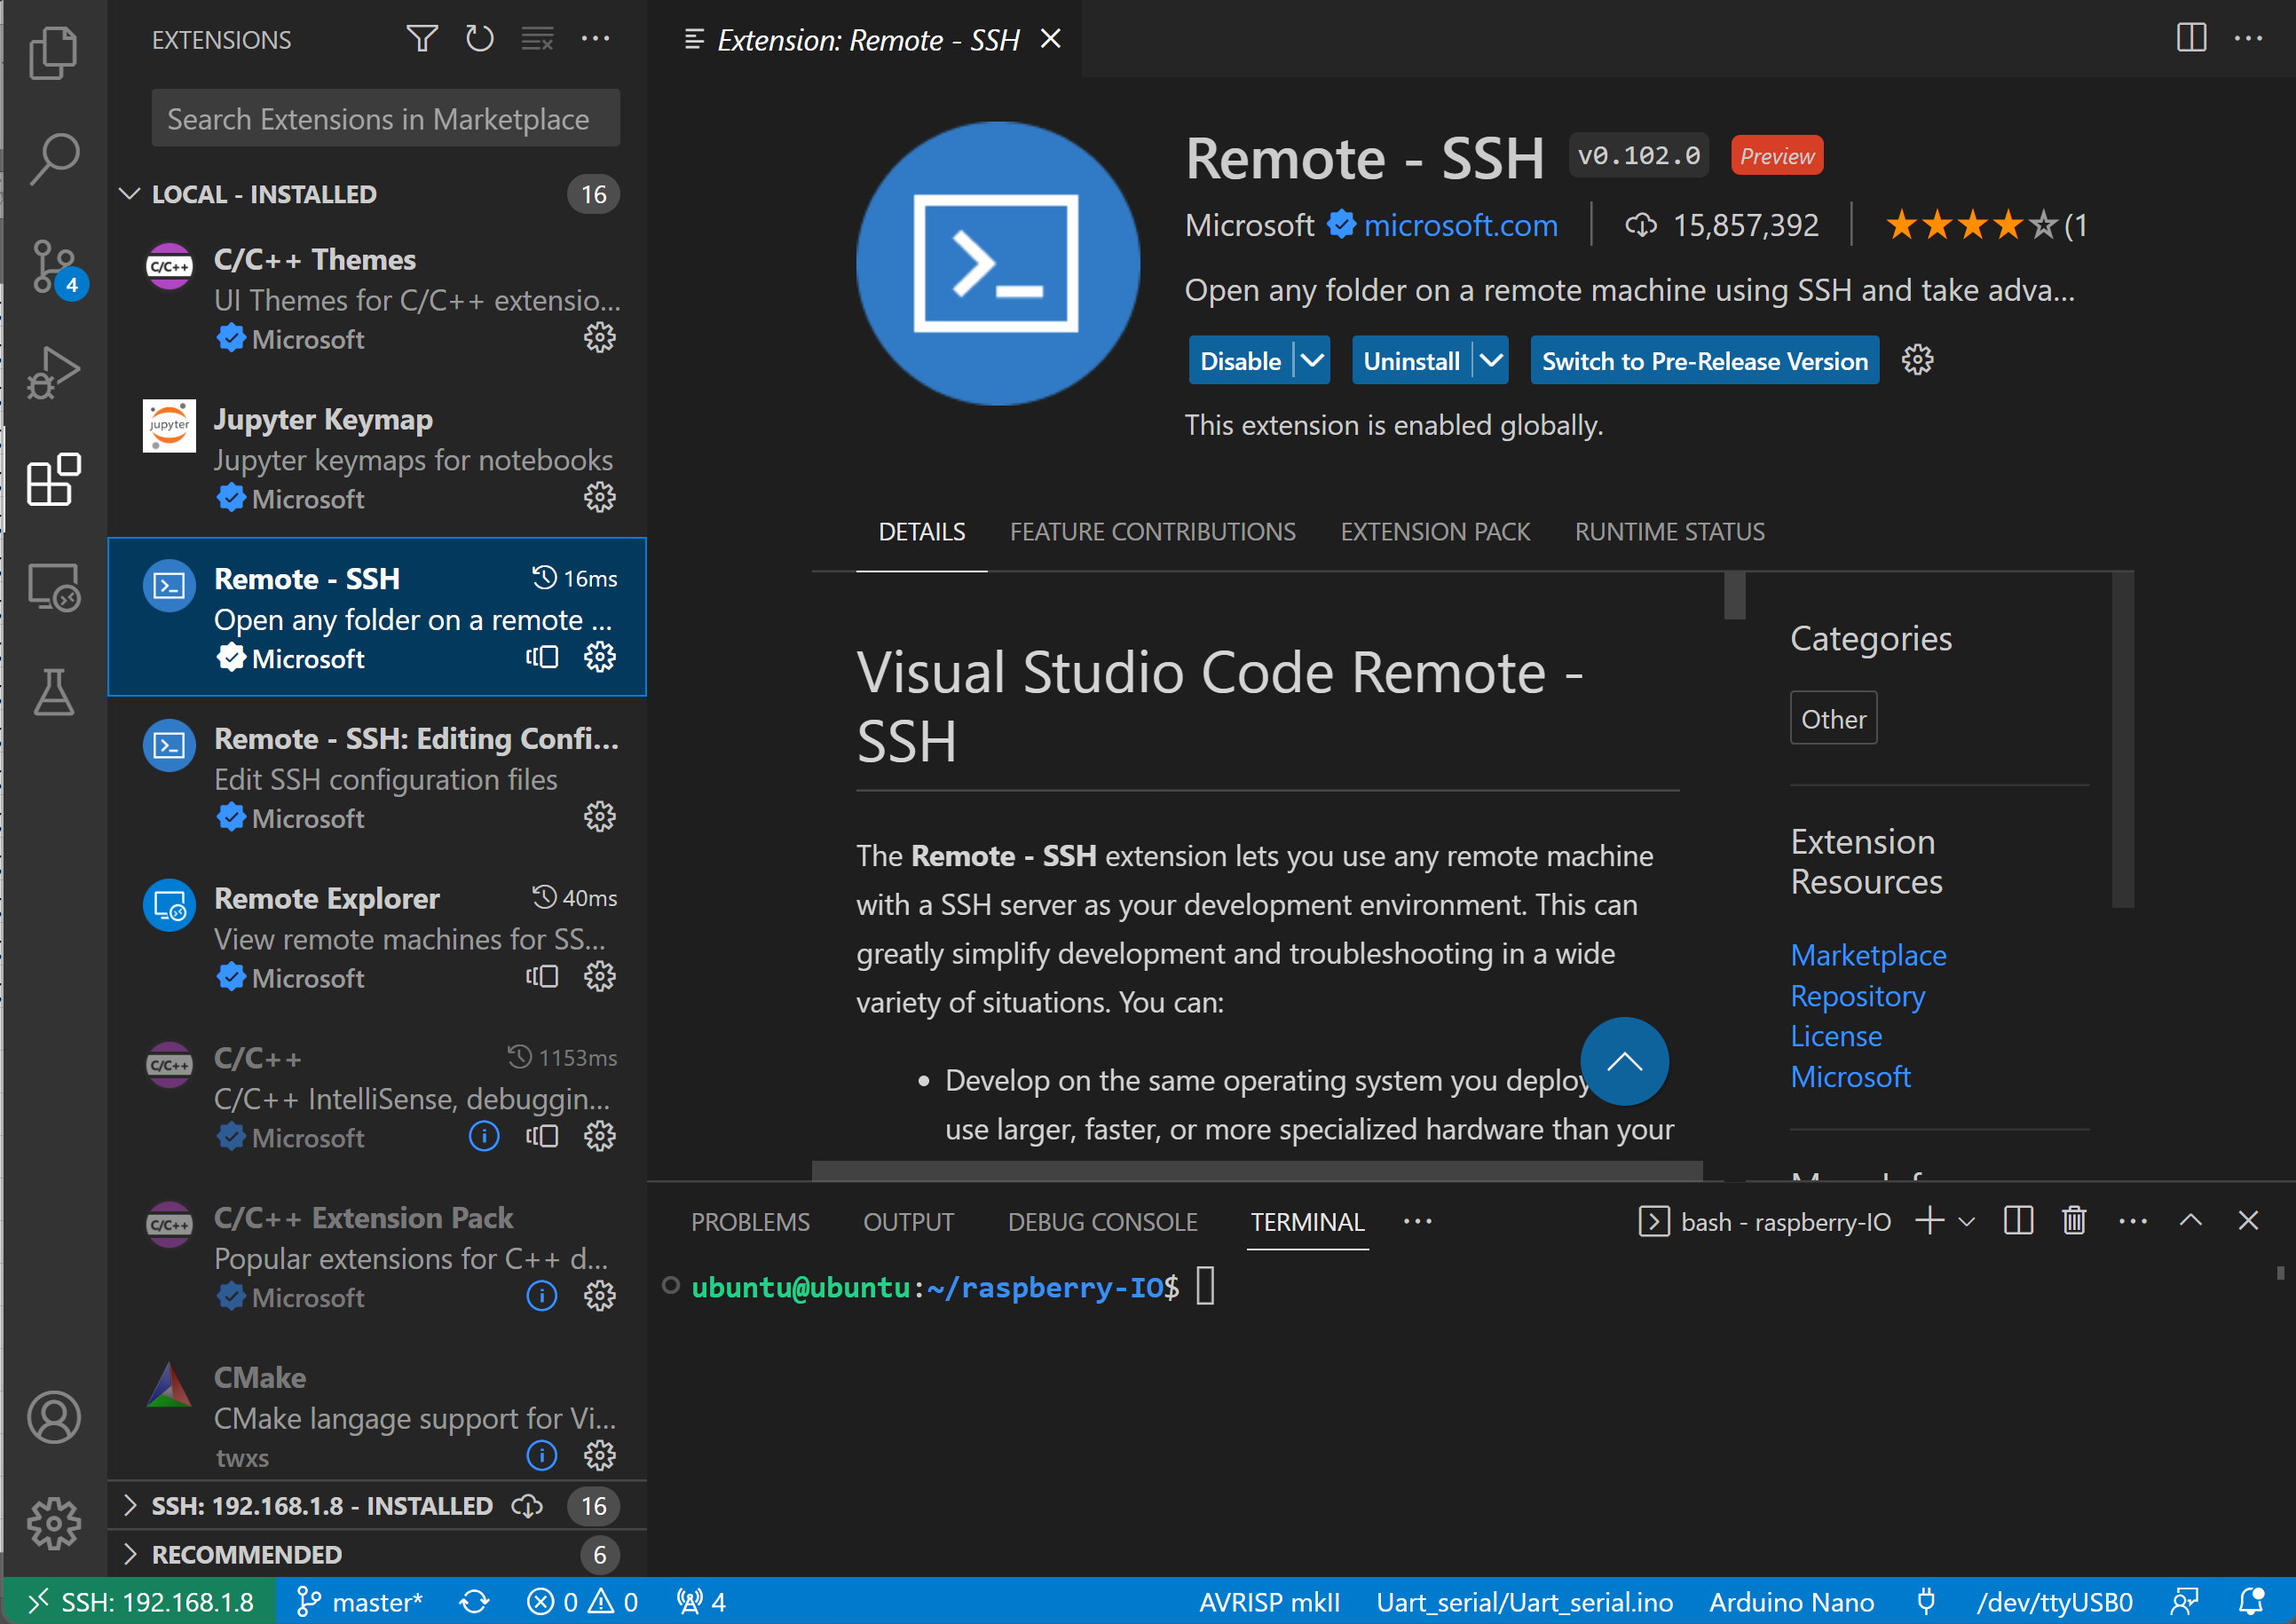 EXTENSIONS
Search Extensions in Marketplace
LOCAL - INSTALLED
16
C/C++
C/C++ Themes
UI Themes for C/C++ extensio...
Microsoft
jupyter
Jupyter Keymap
Jupyter keymaps for notebooks
Microsoft
Remote - SSH
16ms
Open any folder on a remote ...
Microsoft
Remote - SSH: Editing Confi...
Edit SSH configuration files
Microsoft
Remote Explorer
40ms
View remote machines for SS...
Microsoft
C/C++
C/C++
1153ms
C/C++ IntelliSense, debuggin...
Microsoft
C/C++
C/C++ Extension Pack
Popular extensions for C++ d...
Microsoft
CMake
CMake langage support for Vi...
twxs
SSH: 192.168.1.8 - INSTALLED
16
RECOMMENDED
6
4
Extension: Remote - SSH
Remote - SSH
v0.102.0
Preview
Microsoft
microsoft.com
15,857,392
(1
Open any folder on a remote machine using SSH and take adva...
Disable
Uninstall
Switch to Pre-Release Version
This extension is enabled globally.
DETAILS
FEATURE CONTRIBUTIONS
EXTENSION PACK
RUNTIME STATUS
Visual Studio Code Remote -
SSH
The Remote - SSH extension lets you use any remote machine
with a SSH server as your development environment. This can
greatly simplify development and troubleshooting in a wide
variety of situations. You can:
• Develop on the same operating system you deploy
use larger, faster, or more specialized hardware than your
Categories
Other
Extension
Resources
Marketplace
Repository
License
Microsoft
PROBLEMS
OUTPUT
DEBUG CONSOLE
TERMINAL
bash - raspberry-IO
ubuntu@ubuntu:~/raspberry-IO$
SSH: 192.168.1.8
master*
0
0
4
AVRISP mkII
Uart_serial/Uart_serial.ino
Arduino Nano
/dev/ttyUSB0